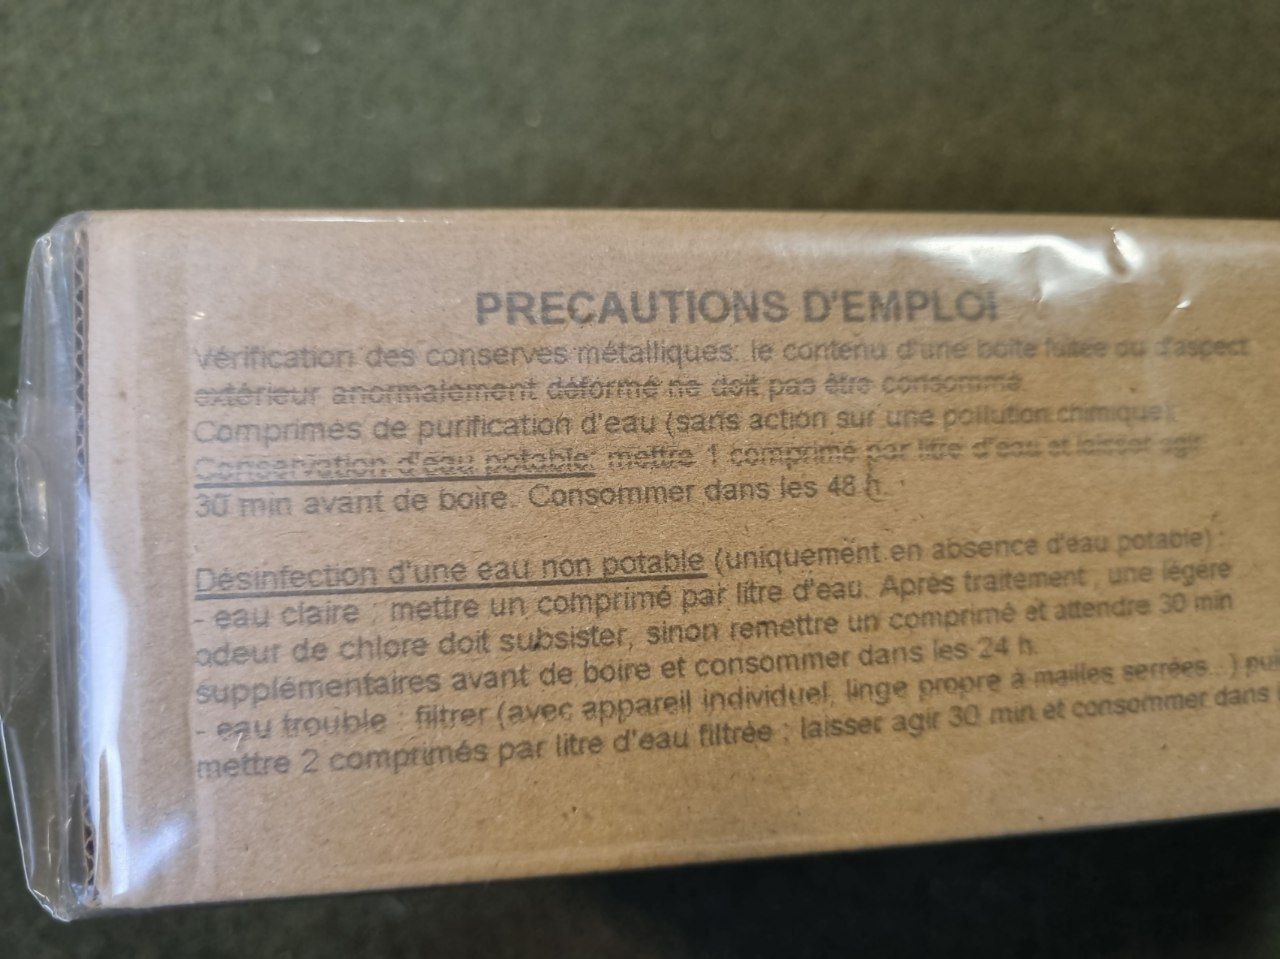 PRECAUTIONS D'EMPLOI
Vérification des conserves métalliques: le contenu d'une boîte fuitée ou d'aspect
extérieur anormalement déformé ne doit pas être consommé.
Comprimés de purification d'eau (sans action sur une pollution chimique):
Conservation d'eau potable: mettre 1 comprimé par litre d'eau et laisser agir
30 min avant de boire. Consommer dans les 48 h.
Désinfection d'une eau non potable (uniquement en absence d'eau potable) :
- eau claire : mettre un comprimé par litre d'eau. Après traitement , une légère
odeur de chlore doit subsister, sinon remettre un comprimé et attendre 30 min
supplémentaires avant de boire et consommer dans les 24 h.
- eau trouble : filtrer (avec appareil individuel, linge propre à mailles serrées...)
mettre 2 comprimés par litre d'eau filtrée ; laisser agir 30 min et consommer dans